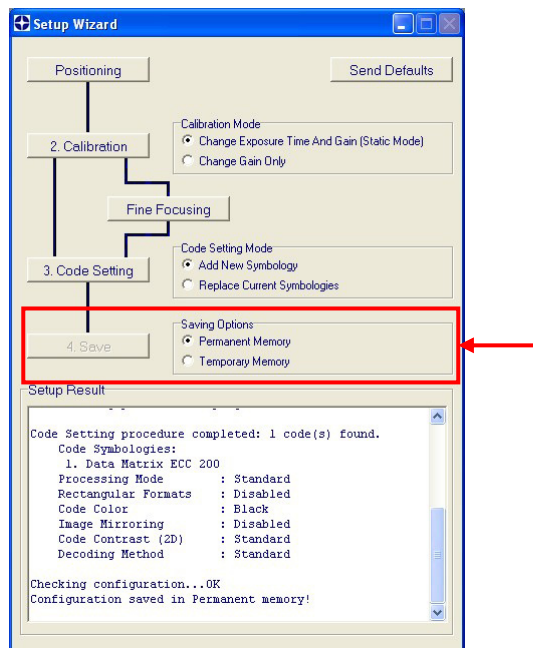 Setup Wizard
Positioning
Send Defaults
Calibration Mode
2. Calibration
Change Exposure Time And Gain (Static Mode)
Change Gain Only
Fine Focusing
Code Setting Mode
3. Code Setting
Add New Symbology
Replace Current Symbologies
Saving Options
4. Save
Permanent Memory
Temporary Memory
Setup Result
Code Setting procedure completed: 1 code(s) found.
Code Symbologies:
1. Data Matrix ECC 200
Processing Mode : Standard
Rectangular Formats : Disabled
Code Color : Black
Image Mirroring : Disabled
Code Contrast (2D) : Standard
Decoding Method : Standard
Checking configuration...OK
Configuration saved in Permanent memory!